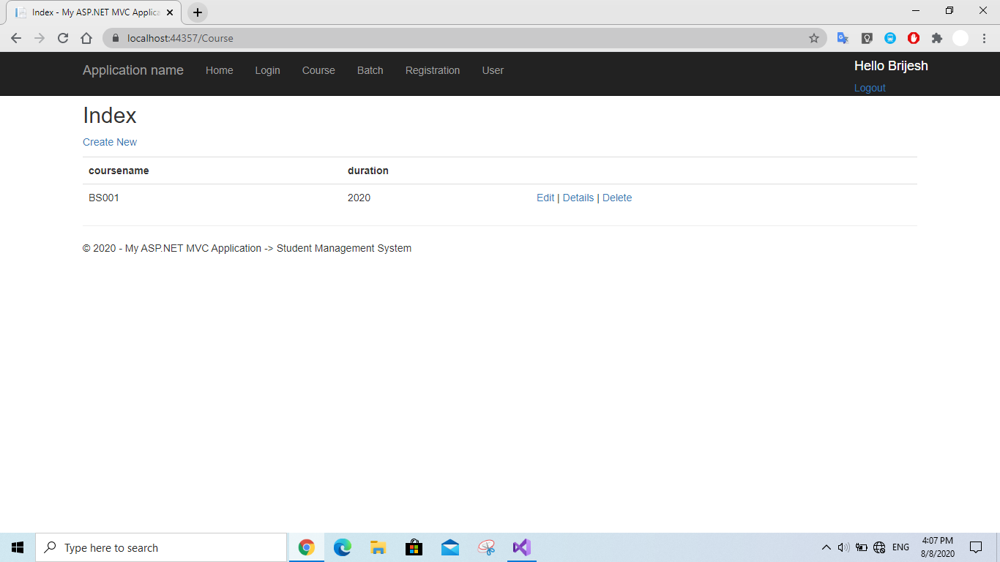 Index - My ASP.NET MVC Applica
localhost:44357/Course
Application name Home Login Course Batch Registration User Hello Brijesh
Logout
Index
Create New
coursename duration
BS001 2020 Edit | Details | Delete
© 2020 - My ASP.NET MVC Application -> Student Management System
Type here to search
ENG
4:07 PM
8/8/2020